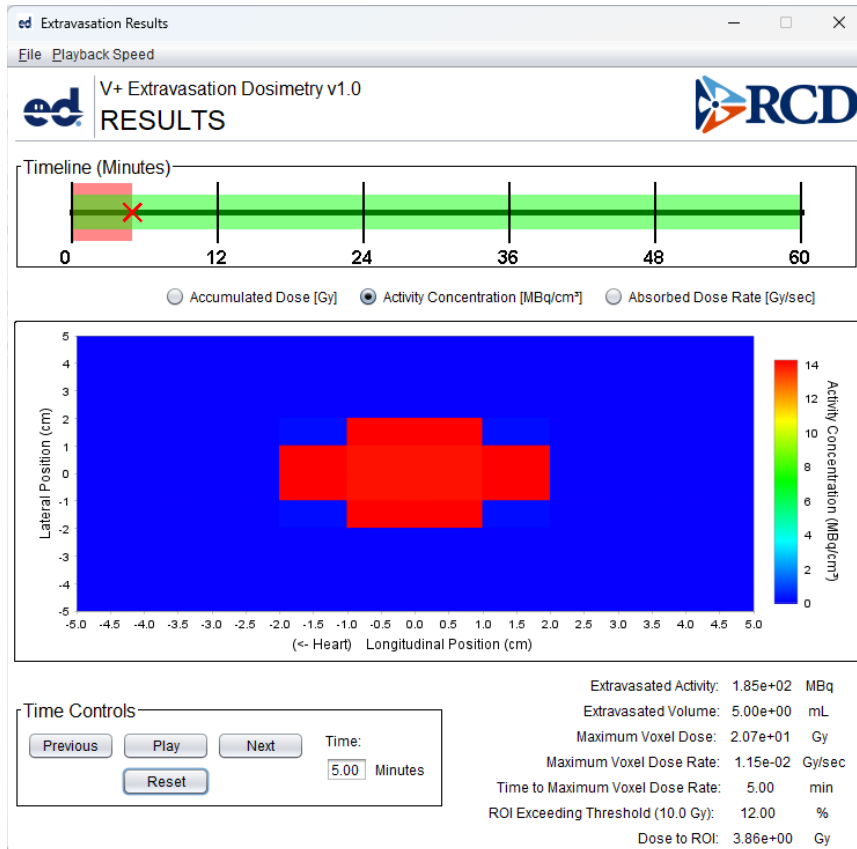 ed Extravasation Results
File Playback Speed
ed. V+ Extravasation Dosimetry v1.0 RCD
RESULTS
Timeline (Minutes)
0 12 24 36 48 60
Accumulated Dose [Gy] Activity Concentration [MBq/cm³] Absorbed Dose Rate [Gy/sec]
Lateral Position (cm)
5
4
3
2
1
0
-1
-2
-3
-4
-5
-5.0 -4.5 -4.0 -3.5 -3.0 -2.5 -2.0 -1.5 -1.0 -0.5 0.0 0.5 1.0 1.5 2.0 2.5 3.0 3.5 4.0 4.5 5.0
(<- Heart) Longitudinal Position (cm)
14
12
10
8
6
4
2
0
Activity Concentration (MBq/cm³)
Time Controls
Previous Play Next
Reset
Time:
5.00 Minutes
Extravasated Activity: 1.85e+02 MBq
Extravasated Volume: 5.00e+00 mL
Maximum Voxel Dose: 2.07e+01 Gy
Maximum Voxel Dose Rate: 1.15e-02 Gy/sec
Time to Maximum Voxel Dose Rate: 5.00 min
ROI Exceeding Threshold (10.0 Gy): 12.00 %
Dose to ROI: 3.86e+00 Gy